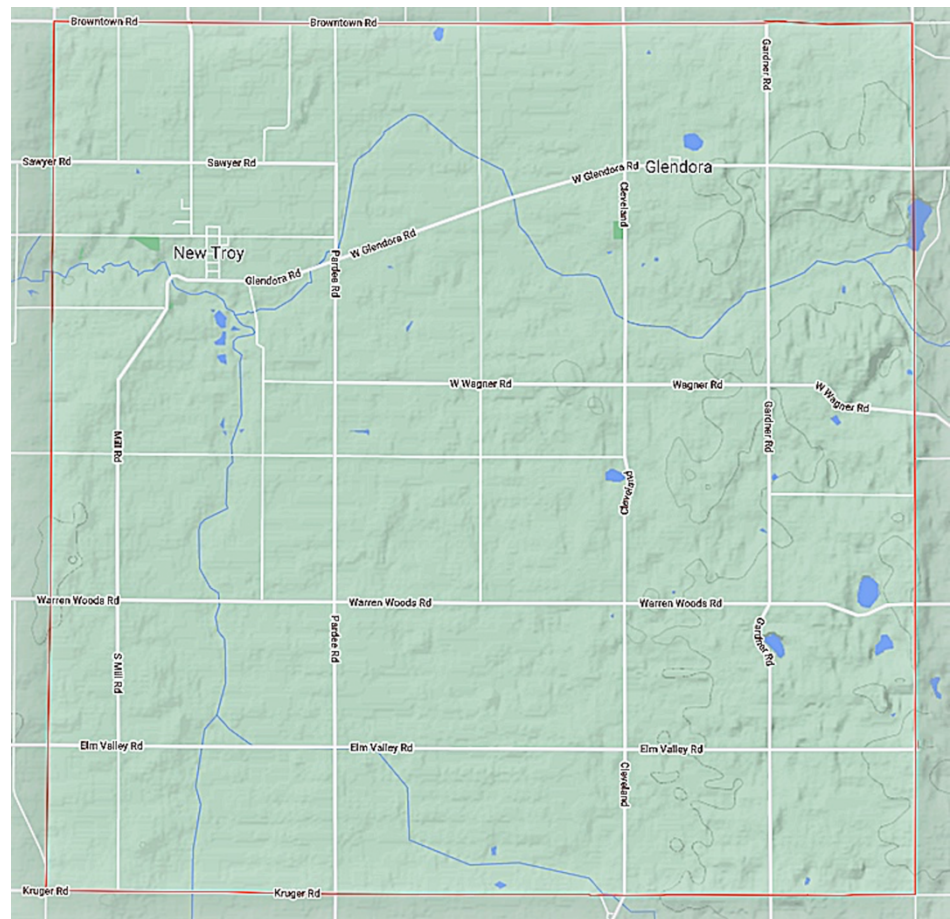 Browntown Rd
Browntown Rd
Gardner Rd
Sawyer Rd
Sawyer Rd
W Glendora Rd
Glendora
Cleveland
New Troy
W Glendora Rd
Glendora Rd
Pardee Rd
W Wagner Rd
Wagner Rd
W Wagner Rd
Gardner Rd
Mill Rd
Cleveland
Warren Woods Rd
Warren Woods Rd
Warren Woods Rd
Pardee Rd
Gardner Rd
S Mill Rd
Elm Valley Rd
Elm Valley Rd
Elm Valley Rd
Cleveland
Kruger Rd
Kruger Rd